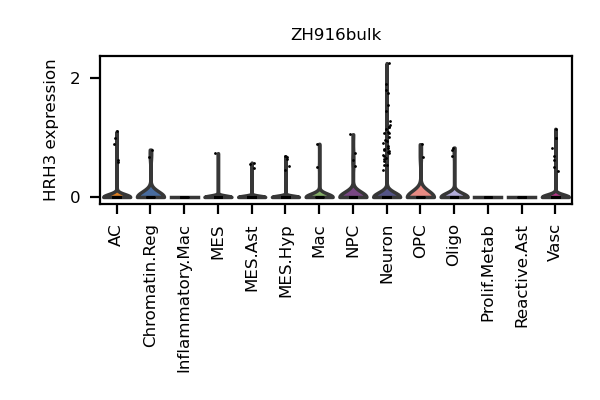 ZH916bulk
HRH3 expression
2
0
AC
Chromatin.Reg
Inflammatory.Mac
MES
MES.Ast
MES.Hyp
Mac
NPC
Neuron
OPC
Oligo
Prolif.Metab
Reactive.Ast
Vasc